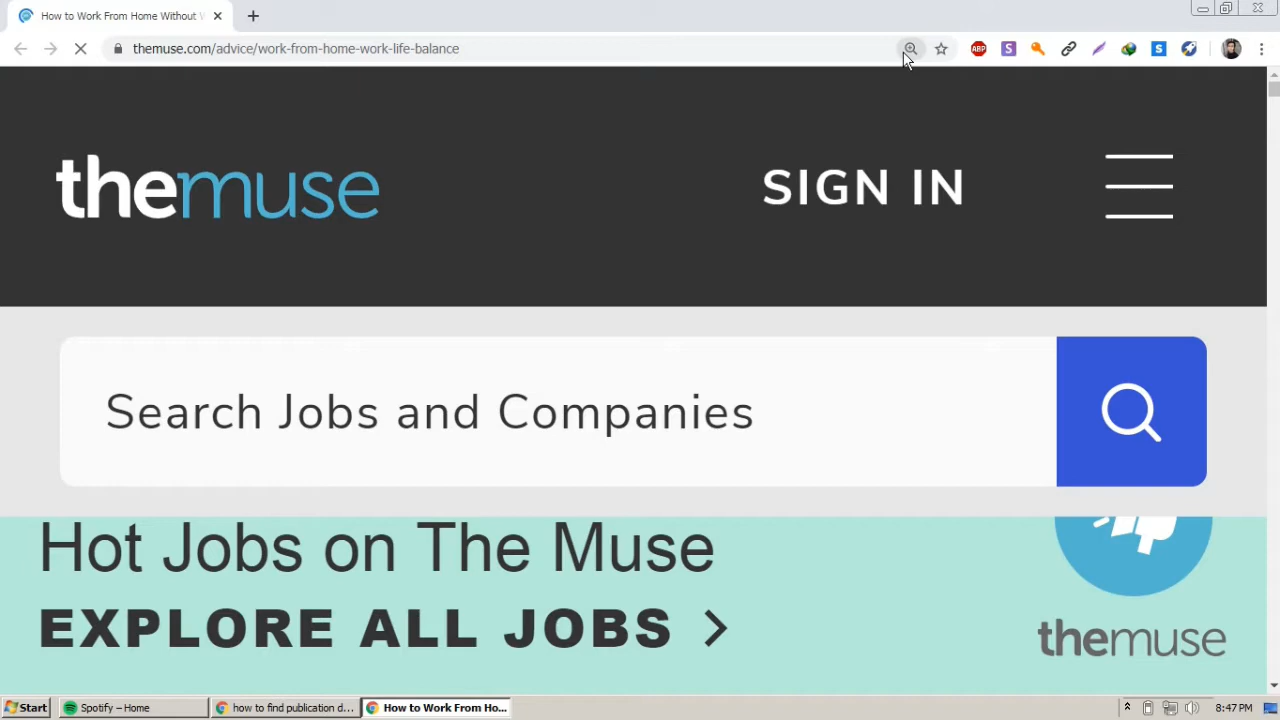 How to Work From Home Without
themuse.com/advice/work-from-home-work-life-balance
ABP
S
S
themuse
SIGN IN
Search Jobs and Companies
Hot Jobs on The Muse
EXPLORE ALL JOBS
themuse
Start
Spotify – Home
how to find publication d...
How to Work From Ho...
8:47 PM